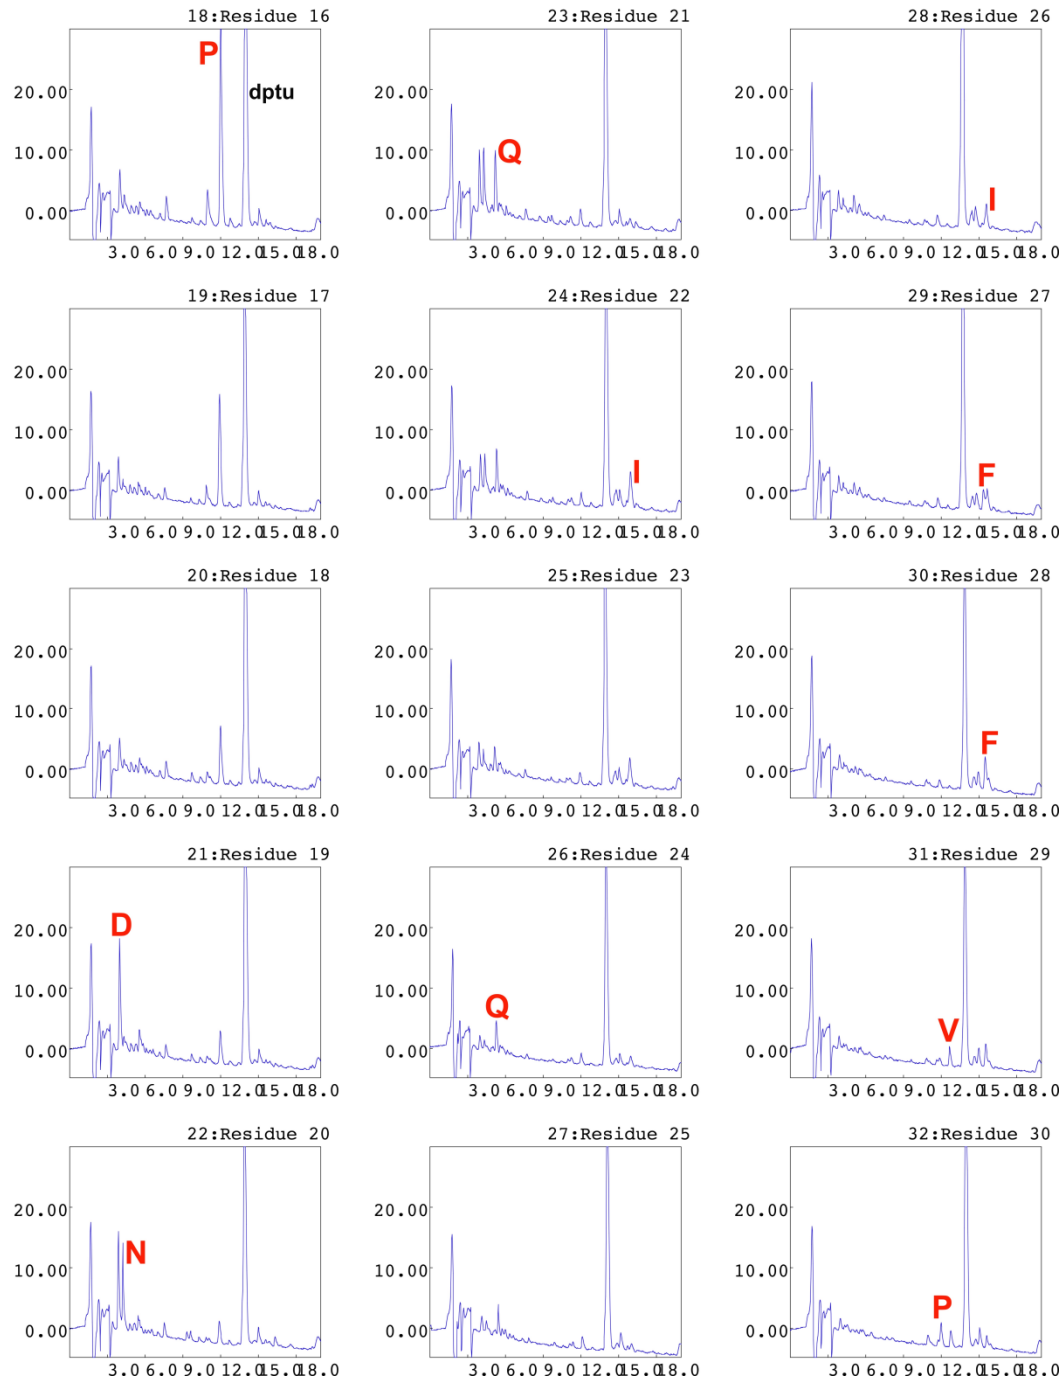 18:Residue 16
20.00
10.00
0.00
P
dptu
3.0 6.0 9.0 12.0 15.0 18.0
19:Residue 17
20.00
10.00
0.00
3.0 6.0 9.0 12.0 15.0 18.0
20:Residue 18
20.00
10.00
0.00
3.0 6.0 9.0 12.0 15.0 18.0
21:Residue 19
20.00
10.00
0.00
D
3.0 6.0 9.0 12.0 15.0 18.0
22:Residue 20
20.00
10.00
0.00
N
3.0 6.0 9.0 12.0 15.0 18.0
23:Residue 21
20.00
10.00
0.00
Q
3.0 6.0 9.0 12.0 15.0 18.0
24:Residue 22
20.00
10.00
0.00
I
3.0 6.0 9.0 12.0 15.0 18.0
25:Residue 23
20.00
10.00
0.00
3.0 6.0 9.0 12.0 15.0 18.0
26:Residue 24
20.00
10.00
0.00
Q
3.0 6.0 9.0 12.0 15.0 18.0
27:Residue 25
20.00
10.00
0.00
3.0 6.0 9.0 12.0 15.0 18.0
28:Residue 26
20.00
10.00
0.00
I
3.0 6.0 9.0 12.0 15.0 18.0
29:Residue 27
20.00
10.00
0.00
F
3.0 6.0 9.0 12.0 15.0 18.0
30:Residue 28
20.00
10.00
0.00
F
3.0 6.0 9.0 12.0 15.0 18.0
31:Residue 29
20.00
10.00
0.00
V
3.0 6.0 9.0 12.0 15.0 18.0
32:Residue 30
20.00
10.00
0.00
P
3.0 6.0 9.0 12.0 15.0 18.0